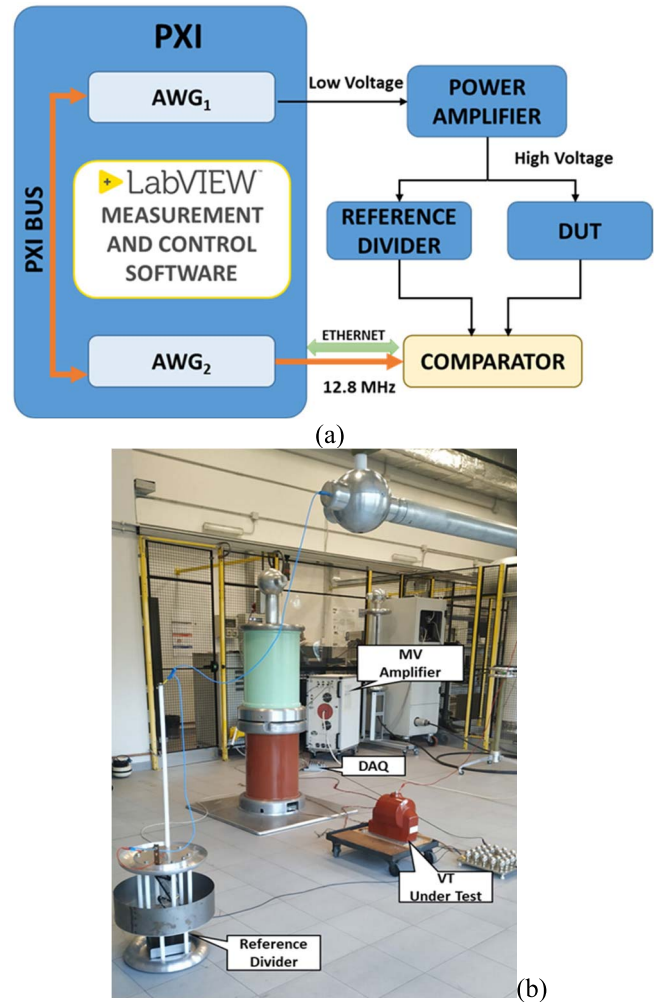 PXI
AWG1
Low Voltage
POWER
AMPLIFIER
High Voltage
PXI BUS
LabVIEW™
MEASUREMENT
AND CONTROL
SOFTWARE
REFERENCE
DIVIDER
DUT
ETHERNET
AWG2
12.8 MHz
COMPARATOR
(a)
MV
Amplifier
DAQ
VT
Under Test
Reference
Divider
(b)